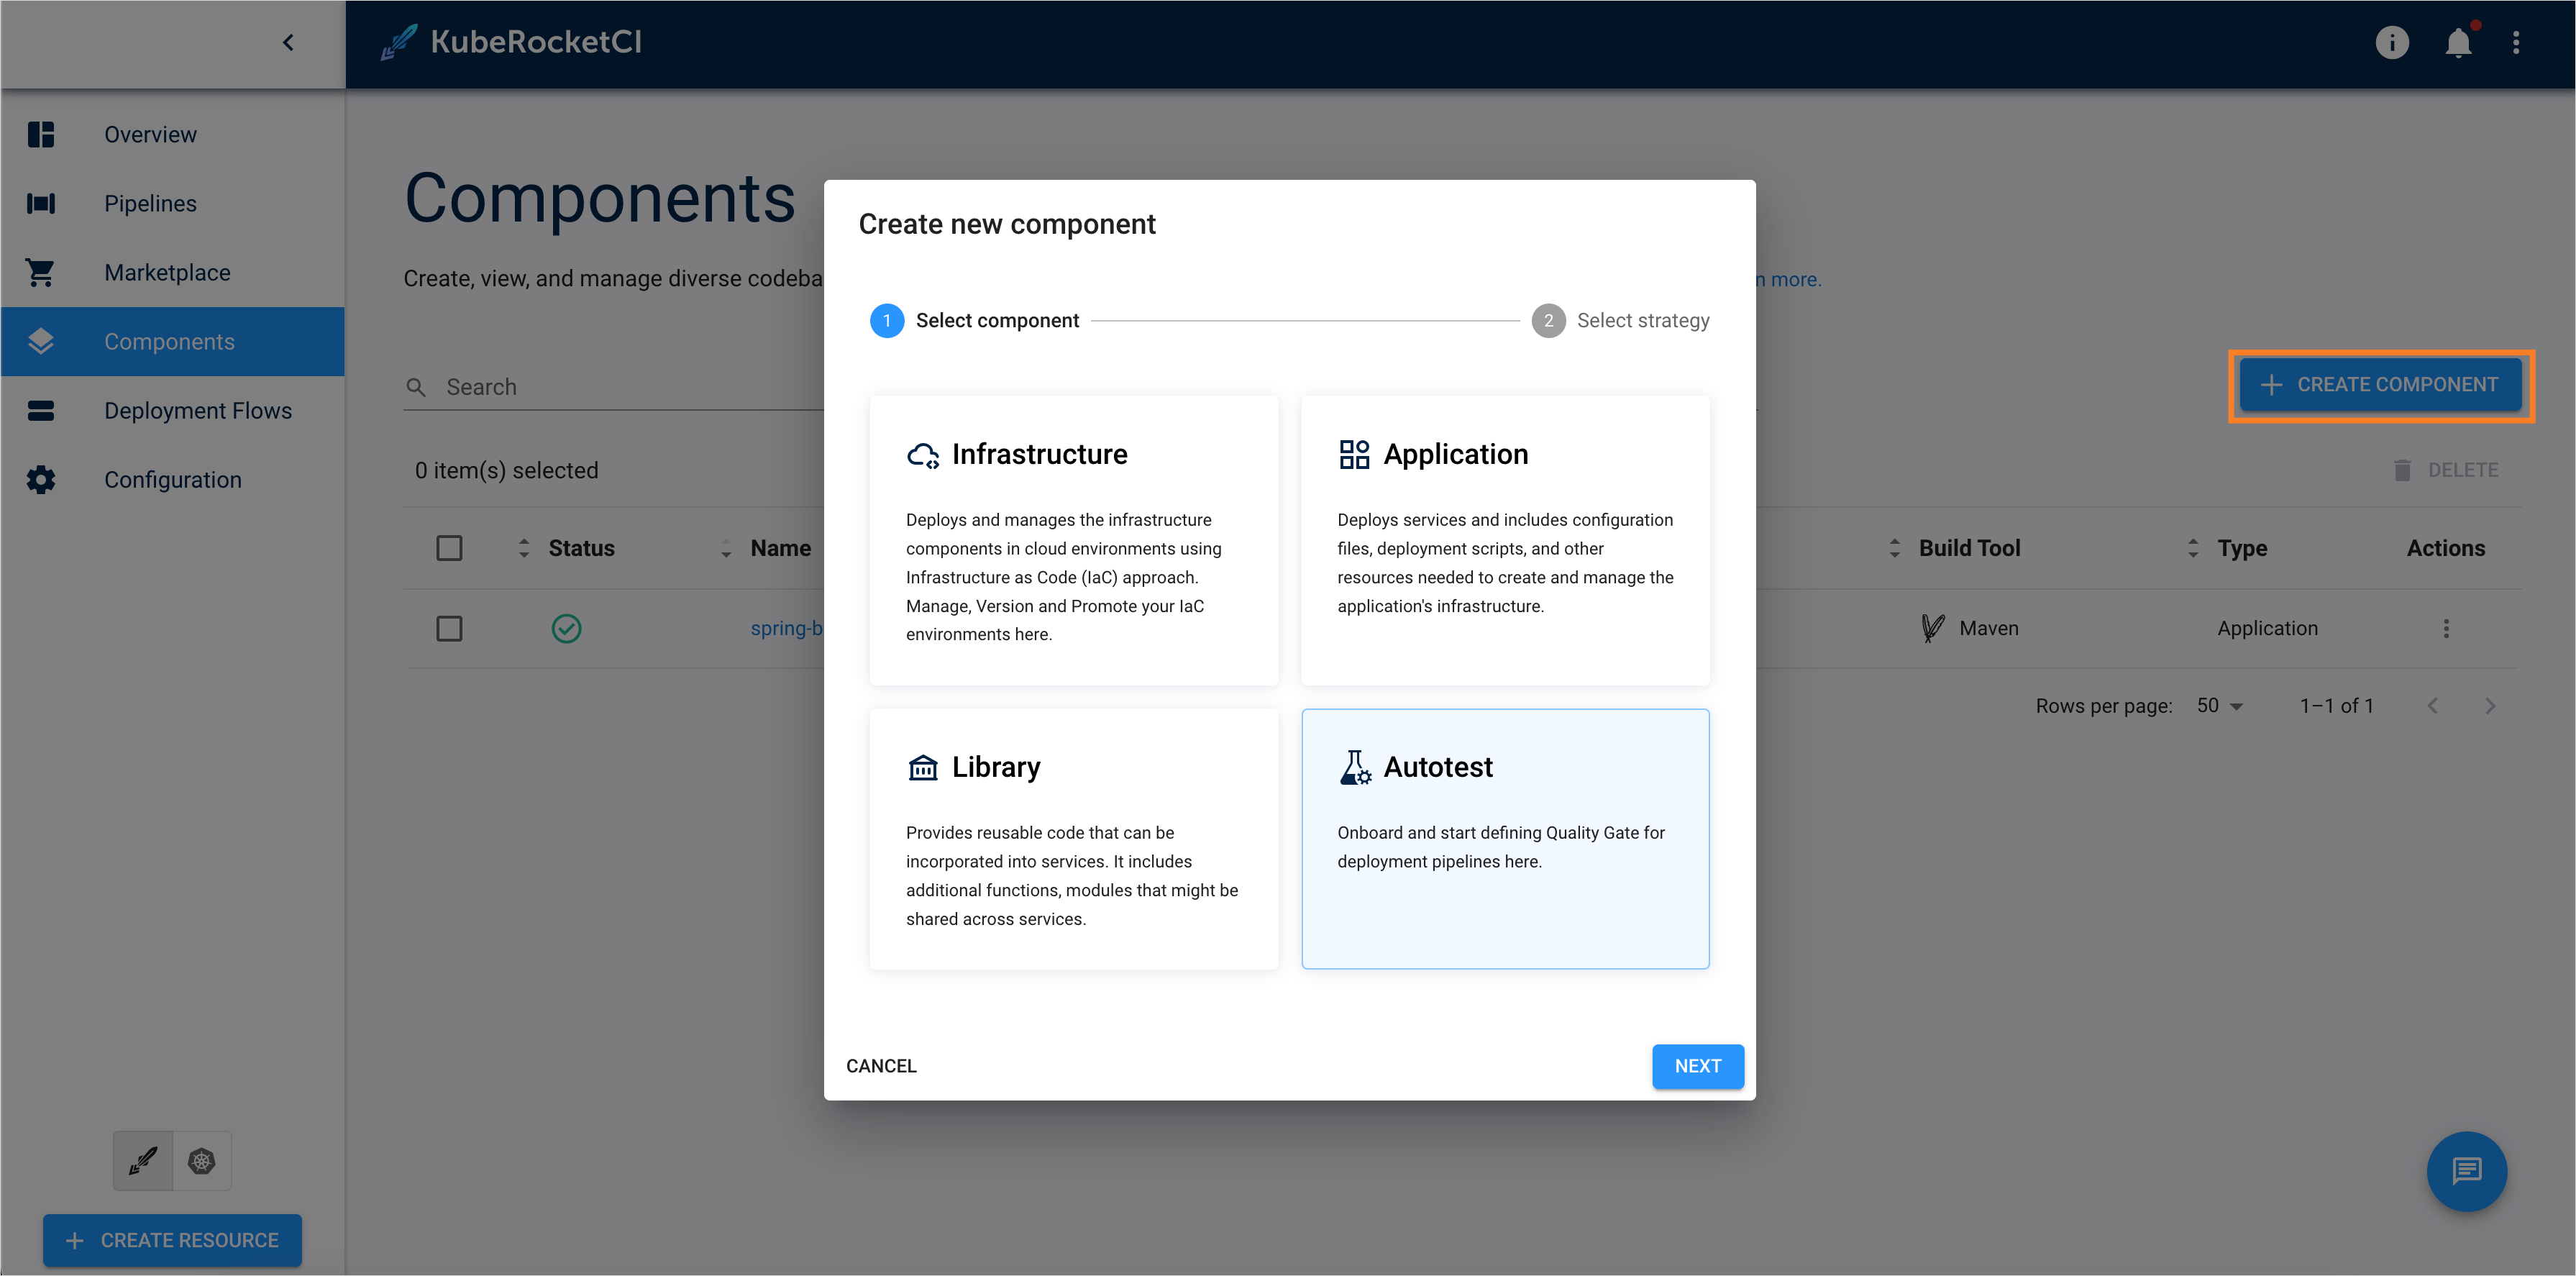 KubeRocketCI
Overview
Pipelines
Marketplace
Components
Deployment Flows
Configuration
CREATE RESOURCE
Components
Create, view, and manage diverse
more.
Search
CREATE COMPONENT
0 item(s) selected
DELETE
Status
Name
Build Tool
Type
Actions
Maven
Application
Rows per page:
50
1–1 of 1
Create new component
1
Select component
2
Select strategy
Infrastructure
Deploys and manages the infrastructure
components in cloud environments using
Infrastructure as Code (IaC) approach.
Manage, Version and Promote your IaC
environments here.
Application
Deploys services and includes configuration
files, deployment scripts, and other
resources needed to create and manage the
application's infrastructure.
Library
Provides reusable code that can be
incorporated into services. It includes
additional functions, modules that might be
shared across services.
Autotest
Onboard and start defining Quality Gate for
deployment pipelines here.
CANCEL
NEXT